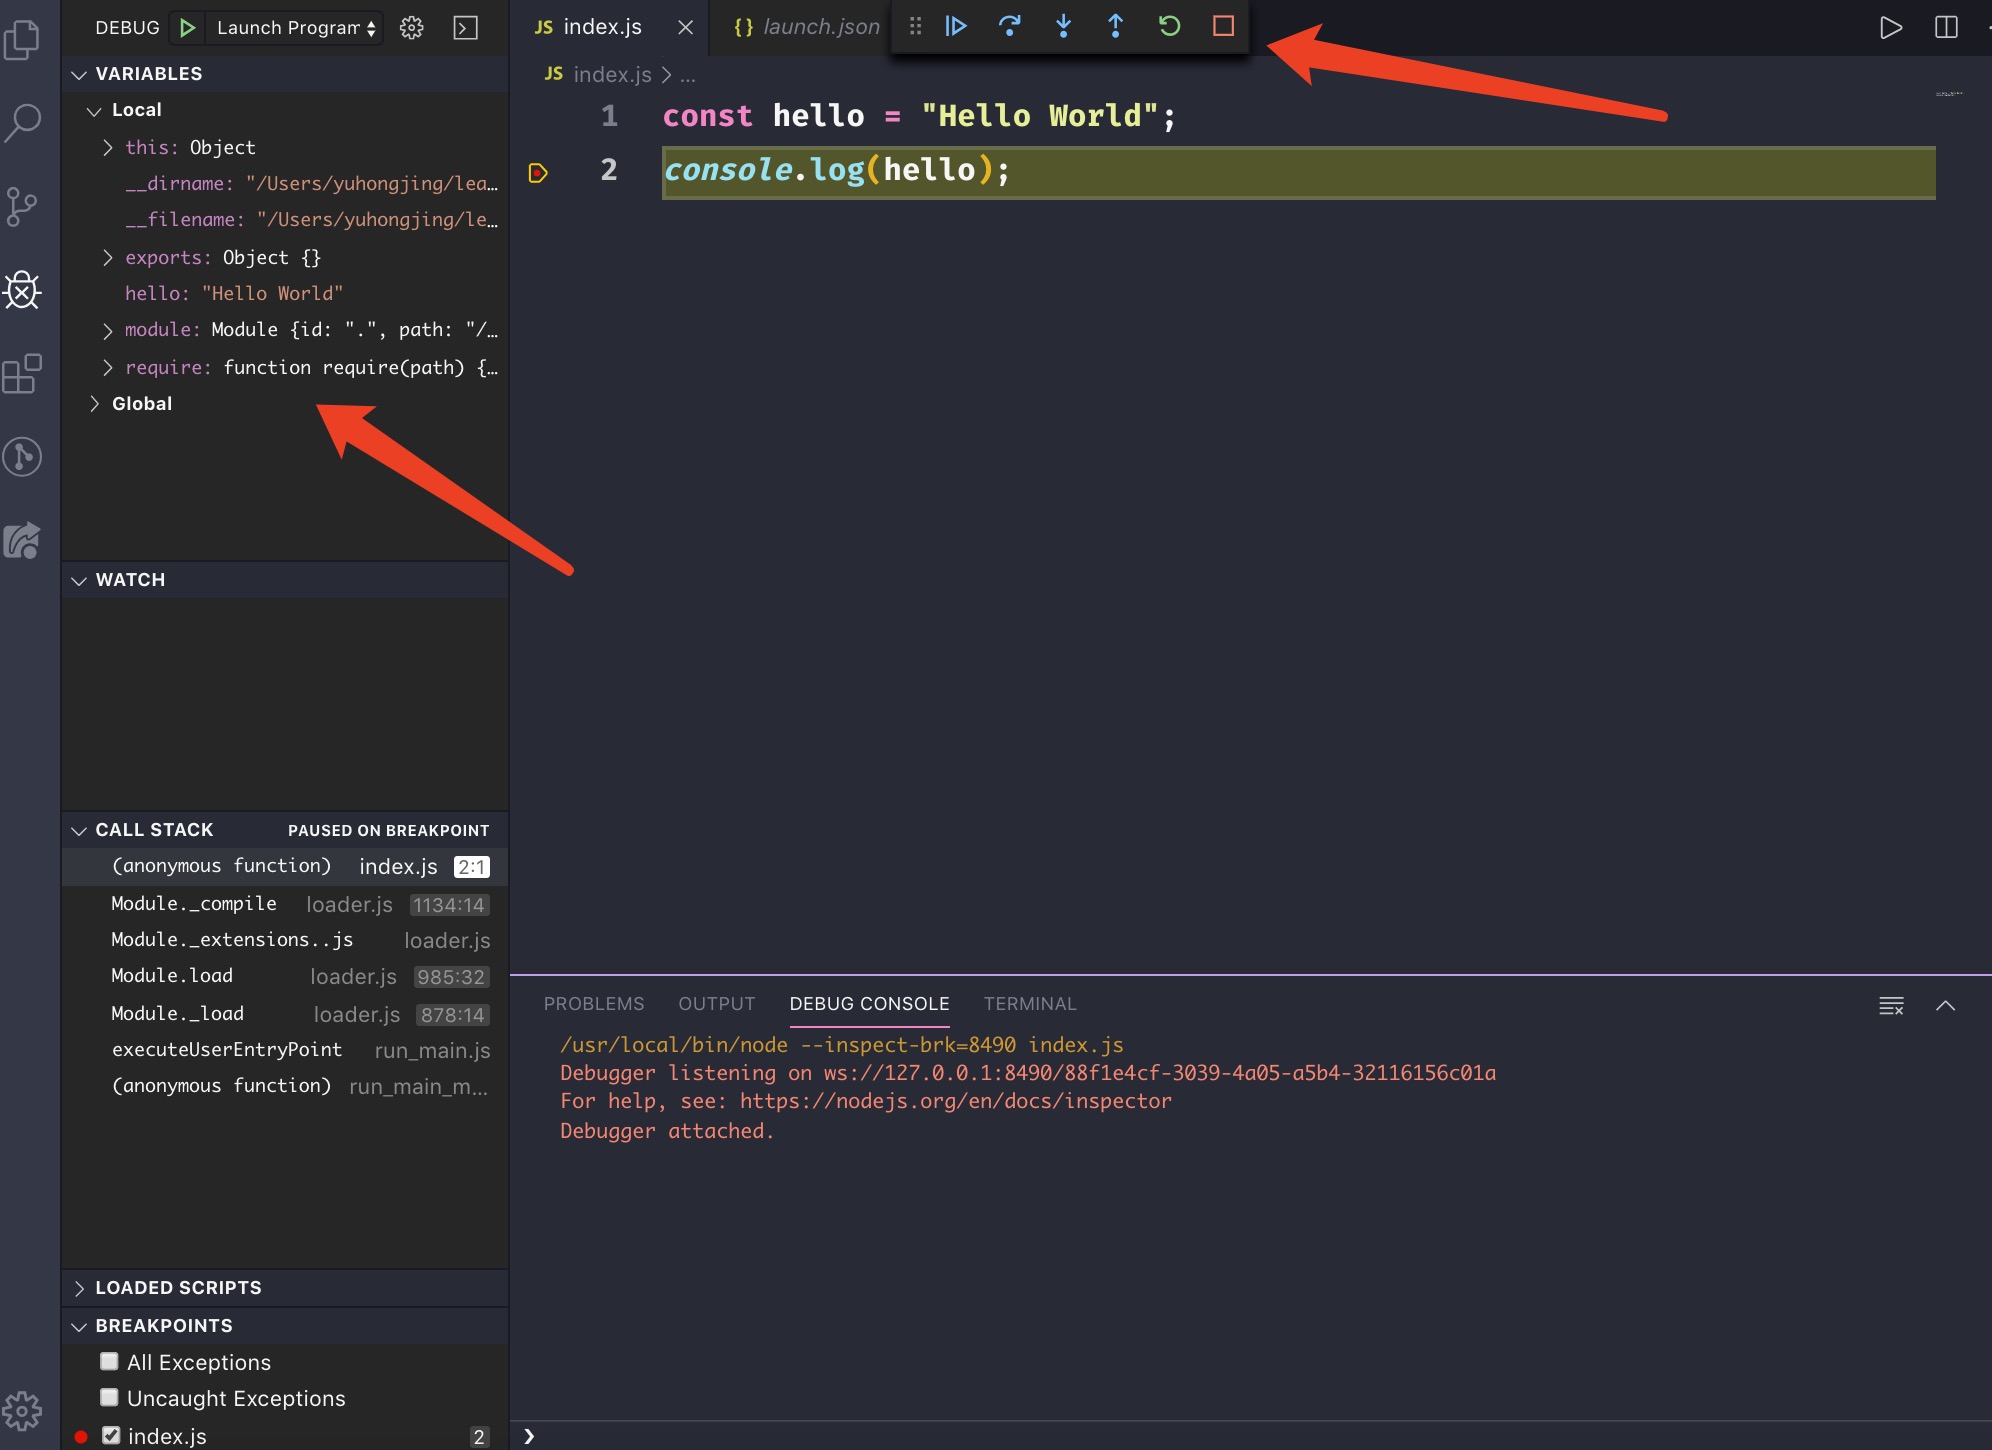 DEBUG Launch Program
VARIABLES
Local
this: Object
__dirname: "/Users/yuhongjing/lea…
__filename: "/Users/yuhongjing/le…
exports: Object {}
hello: "Hello World"
module: Module {id: ".", path: "/…
require: function require(path) {…
Global
WATCH
CALL STACK PAUSED ON BREAKPOINT
(anonymous function) index.js 2:1
Module._compile loader.js 1134:14
Module._extensions..js loader.js
Module.load loader.js 985:32
Module._load loader.js 878:14
executeUserEntryPoint run_main.js
(anonymous function) run_main_m…
LOADED SCRIPTS
BREAKPOINTS
All Exceptions
Uncaught Exceptions
index.js 2
JS index.js {} launch.json
JS index.js > ...
1 const hello = "Hello World";
2 console.log(hello);
PROBLEMS OUTPUT DEBUG CONSOLE TERMINAL
/usr/local/bin/node --inspect-brk=8490 index.js
Debugger listening on ws://127.0.0.1:8490/88f1e4cf-3039-4a05-a5b4-32116156c01a
For help, see: https://nodejs.org/en/docs/inspector
Debugger attached.